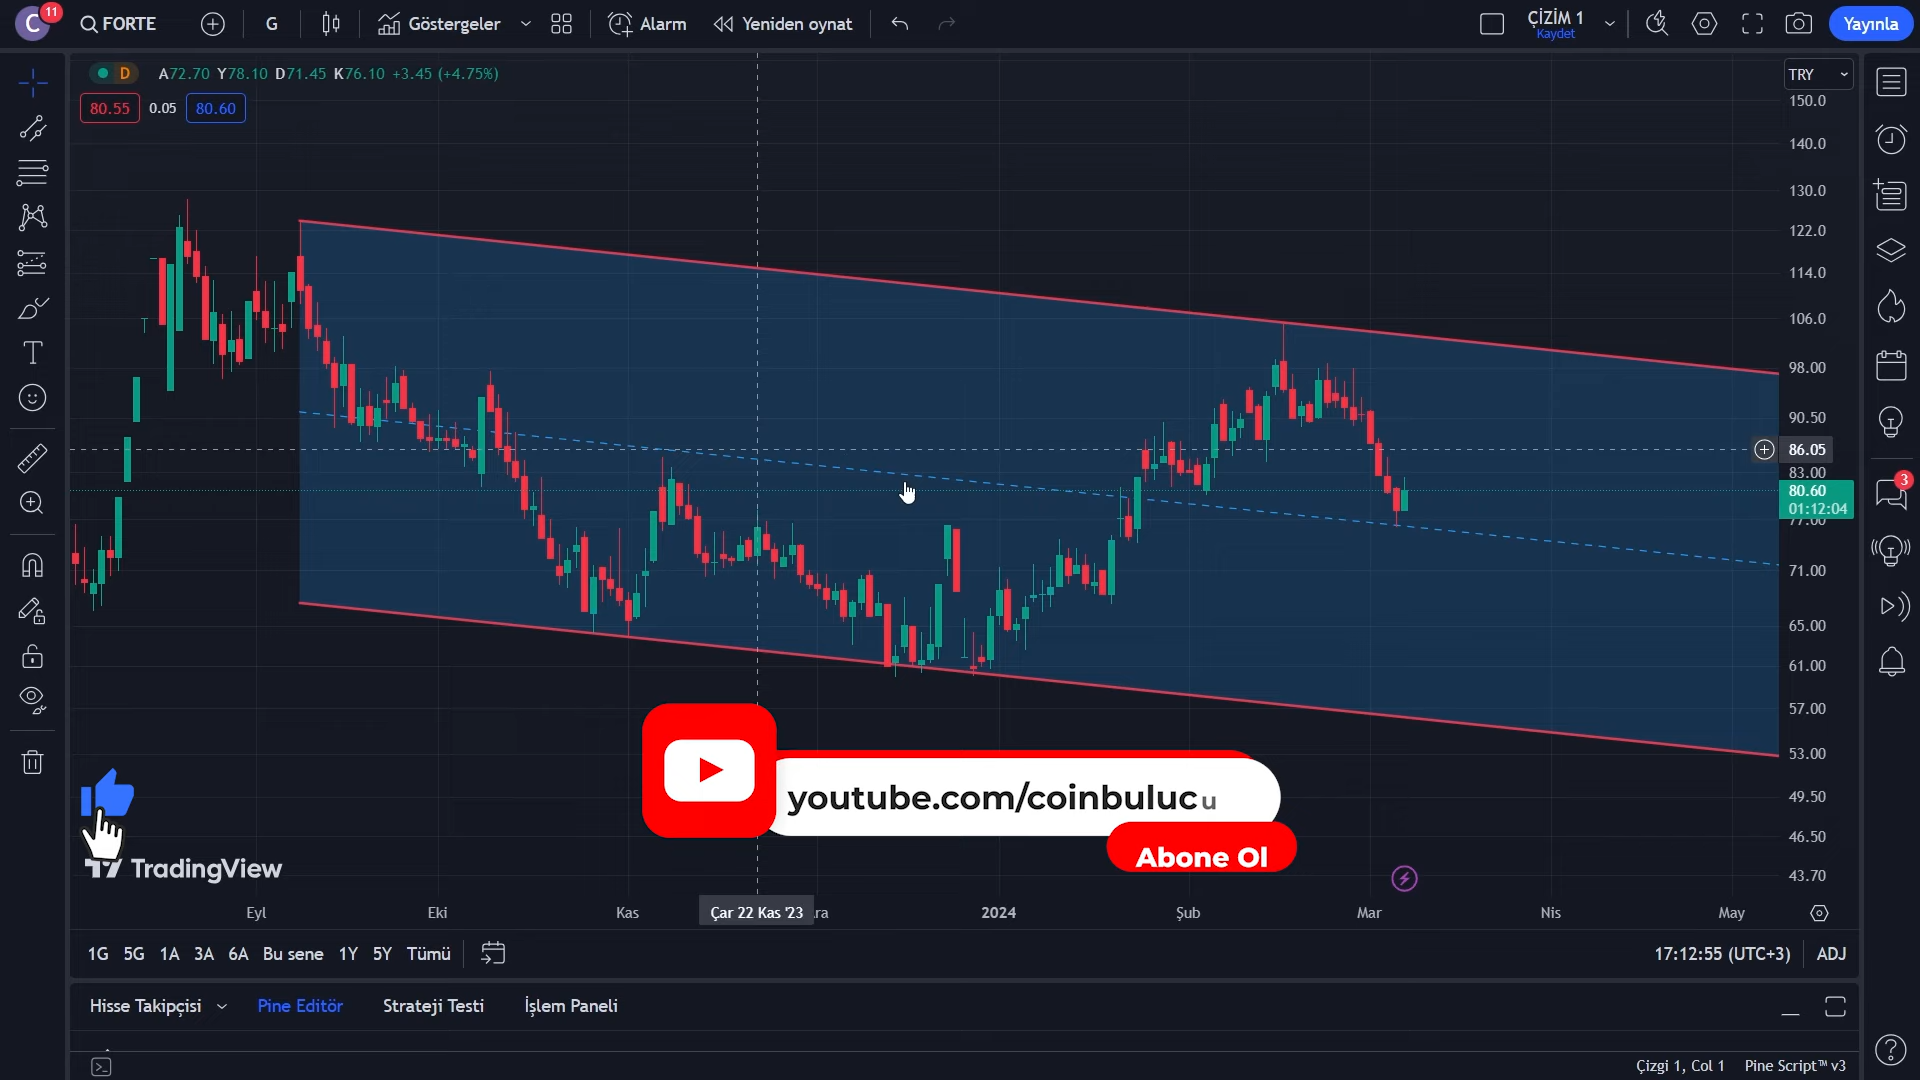 C 11 FORTE G Göstergeler Alarm Yeniden oynat ÇİZİM 1 Kaydet Yayınla
D A72.70 Y78.10 D71.45 K76.10 +3.45 (+4.75%)
80.55 0.05 80.60
TRY
150.0
140.0
130.0
122.0
114.0
106.0
98.00
90.50
86.05
83.00
80.60
01:12:04
77.00
71.00
65.00
61.00
57.00
53.00
49.50
46.50
43.70
3
youtube.com/coinbulucu
Abone Ol
TradingView
Eyl Eki Kas Çar 22 Kas '23 ra 2024 Şub Mar Nis May
1G 5G 1A 3A 6A Bu sene 1Y 5Y Tümü 17:12:55 (UTC+3) ADJ
Hisse Takipçisi Pine Editör Strateji Testi İşlem Paneli
Çizgi 1, Col 1 Pine Script™ v3